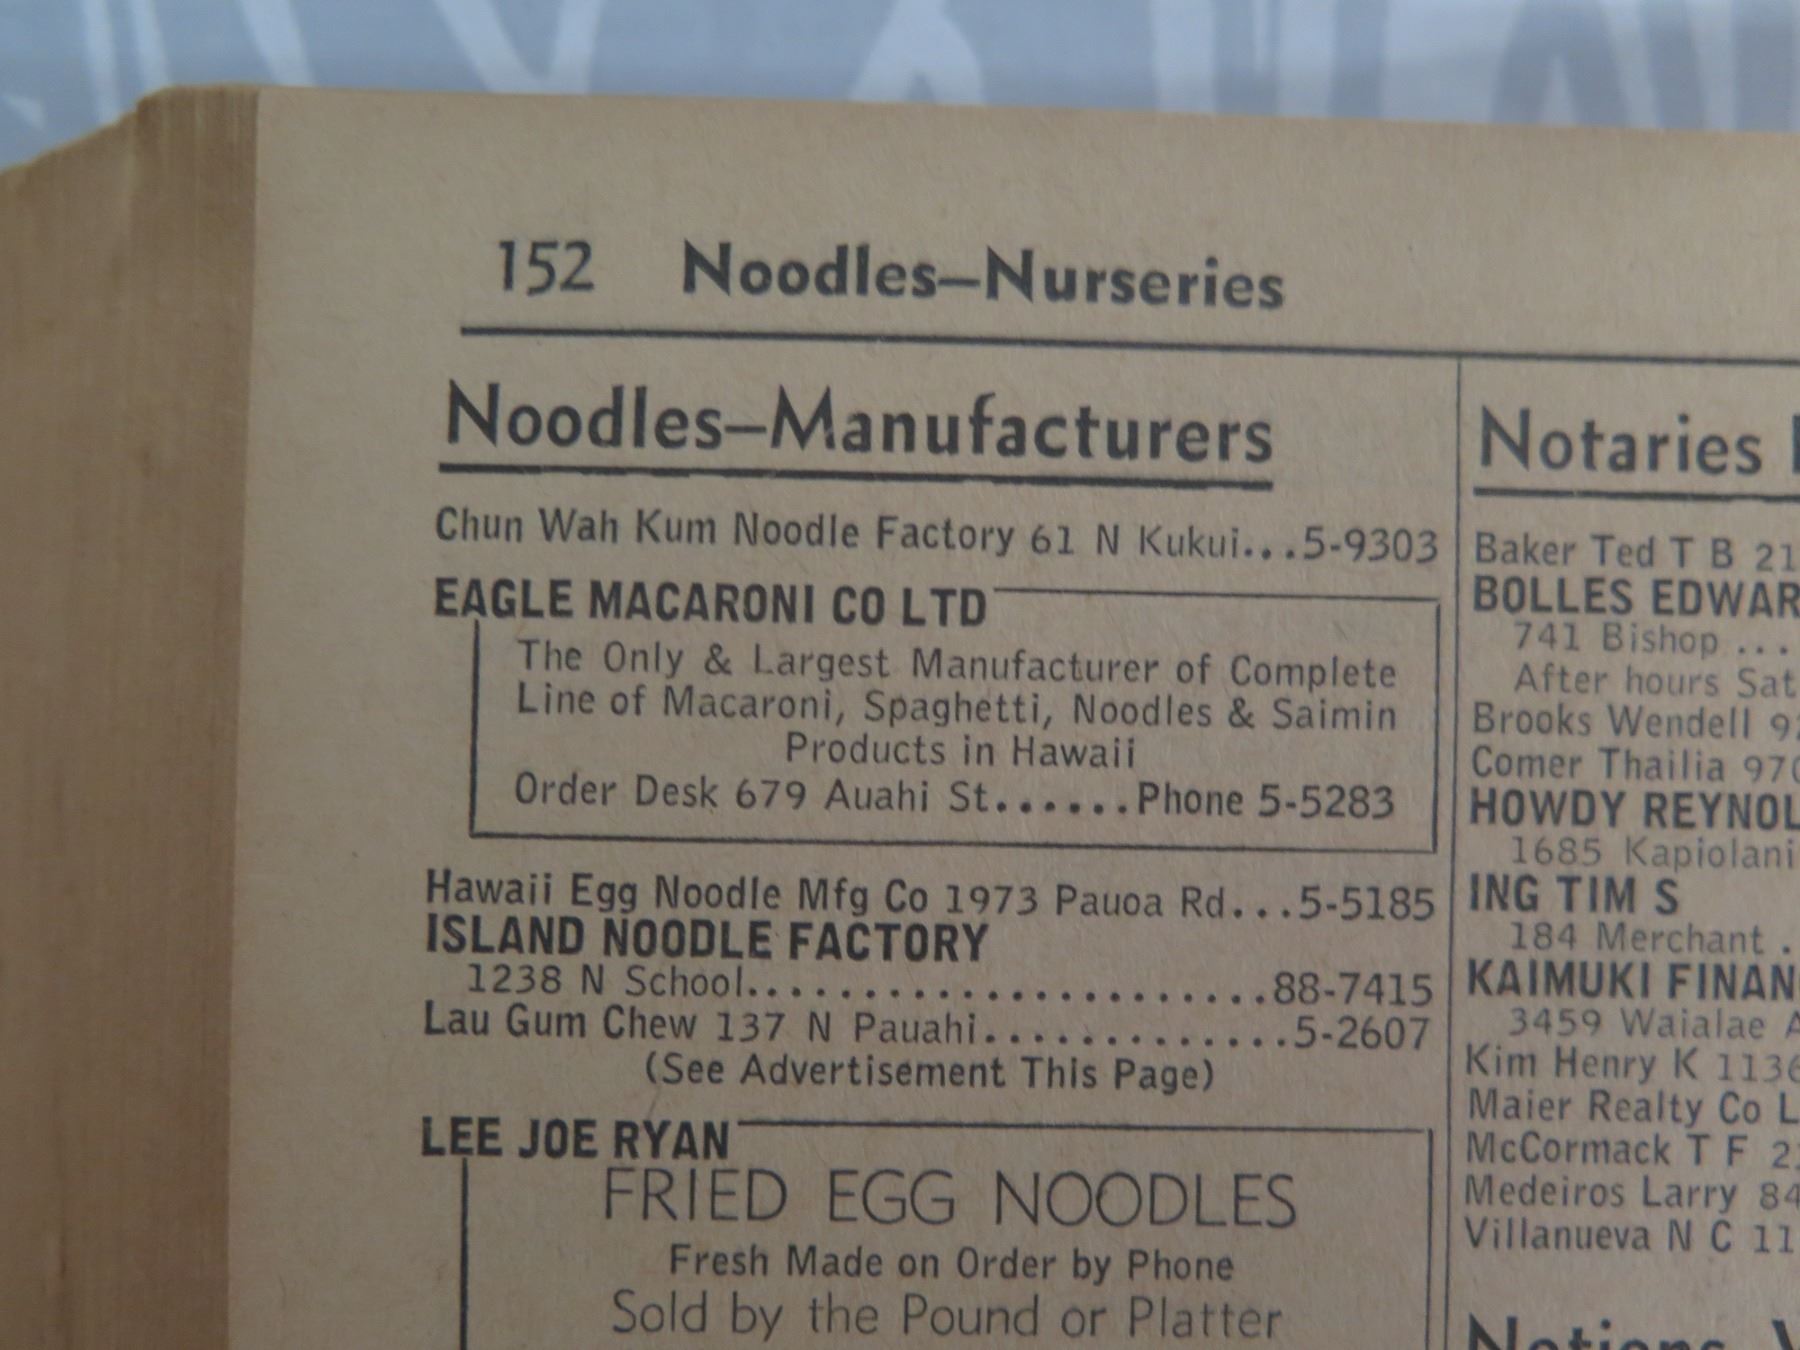 152 Noodles—Nurseries
Noodles—Manufacturers
Chun Wah Kum Noodle Factory 61 N Kukui...5-9303
EAGLE MACARONI CO LTD
The Only & Largest Manufacturer of Complete
Line of Macaroni, Spaghetti, Noodles & Saimin
Products in Hawaii
Order Desk 679 Auahi St......Phone 5-5283
Hawaii Egg Noodle Mfg Co 1973 Pauoa Rd...5-5185
ISLAND NOODLE FACTORY
1238 N School.......................88-7415
Lau Gum Chew 137 N Pauahi..............5-2607
(See Advertisement This Page)
LEE JOE RYAN
FRIED EGG NOODLES
Fresh Made on Order by Phone
Sold by the Pound or Platter
Notaries
Baker Ted T B 21
BOLLES EDWAR
741 Bishop ...
After hours Sat
Brooks Wendell
Comer Thailia 970
HOWDY REYNOL
1685 Kapiolani
ING TIM S
184 Merchant .
KAIMUKI FINAN
3459 Waialae
Kim Henry K 1136
Maier Realty Co L
McCormack T F
Medeiros Larry 84
Villanueva N C 11